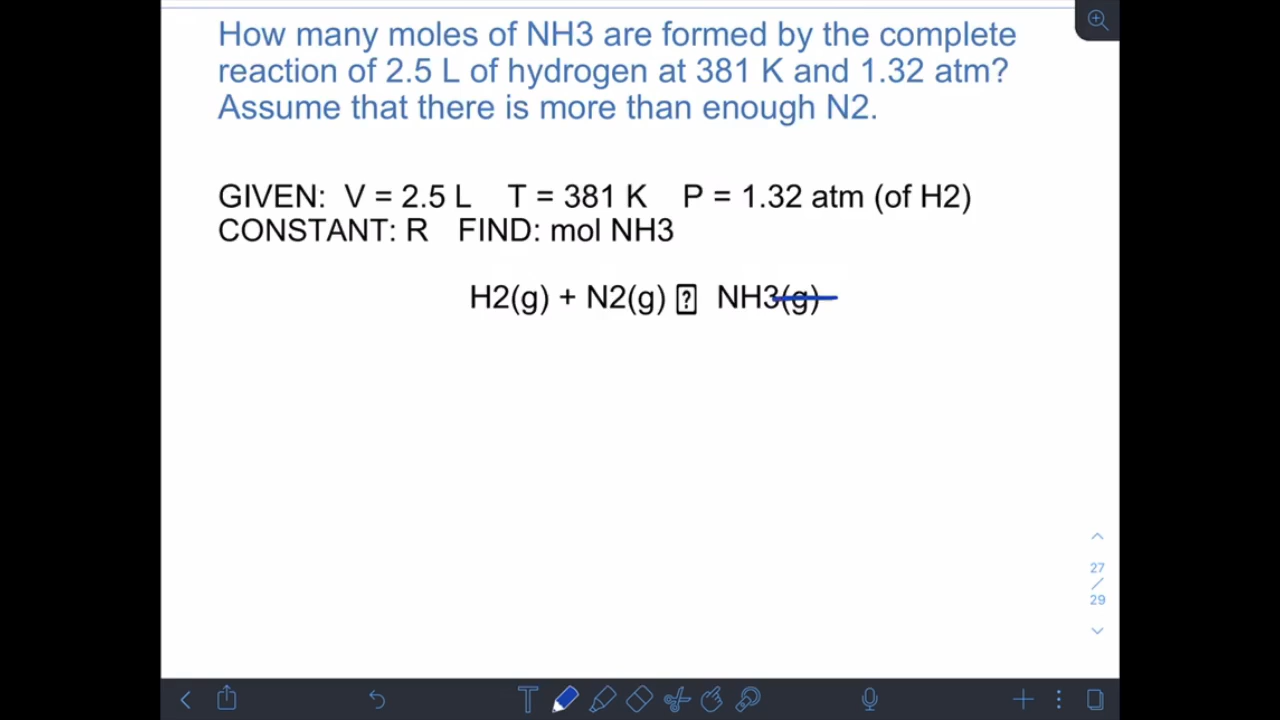 How many moles of NH3 are formed by the complete
reaction of 2.5 L of hydrogen at 381 K and 1.32 atm?
Assume that there is more than enough N2.
GIVEN: V = 2.5 L T = 381 K P = 1.32 atm (of H2)
CONSTANT: R FIND: mol NH3
H2(g) + N2(g) ⍰ NH3(g)
27
/
29
T